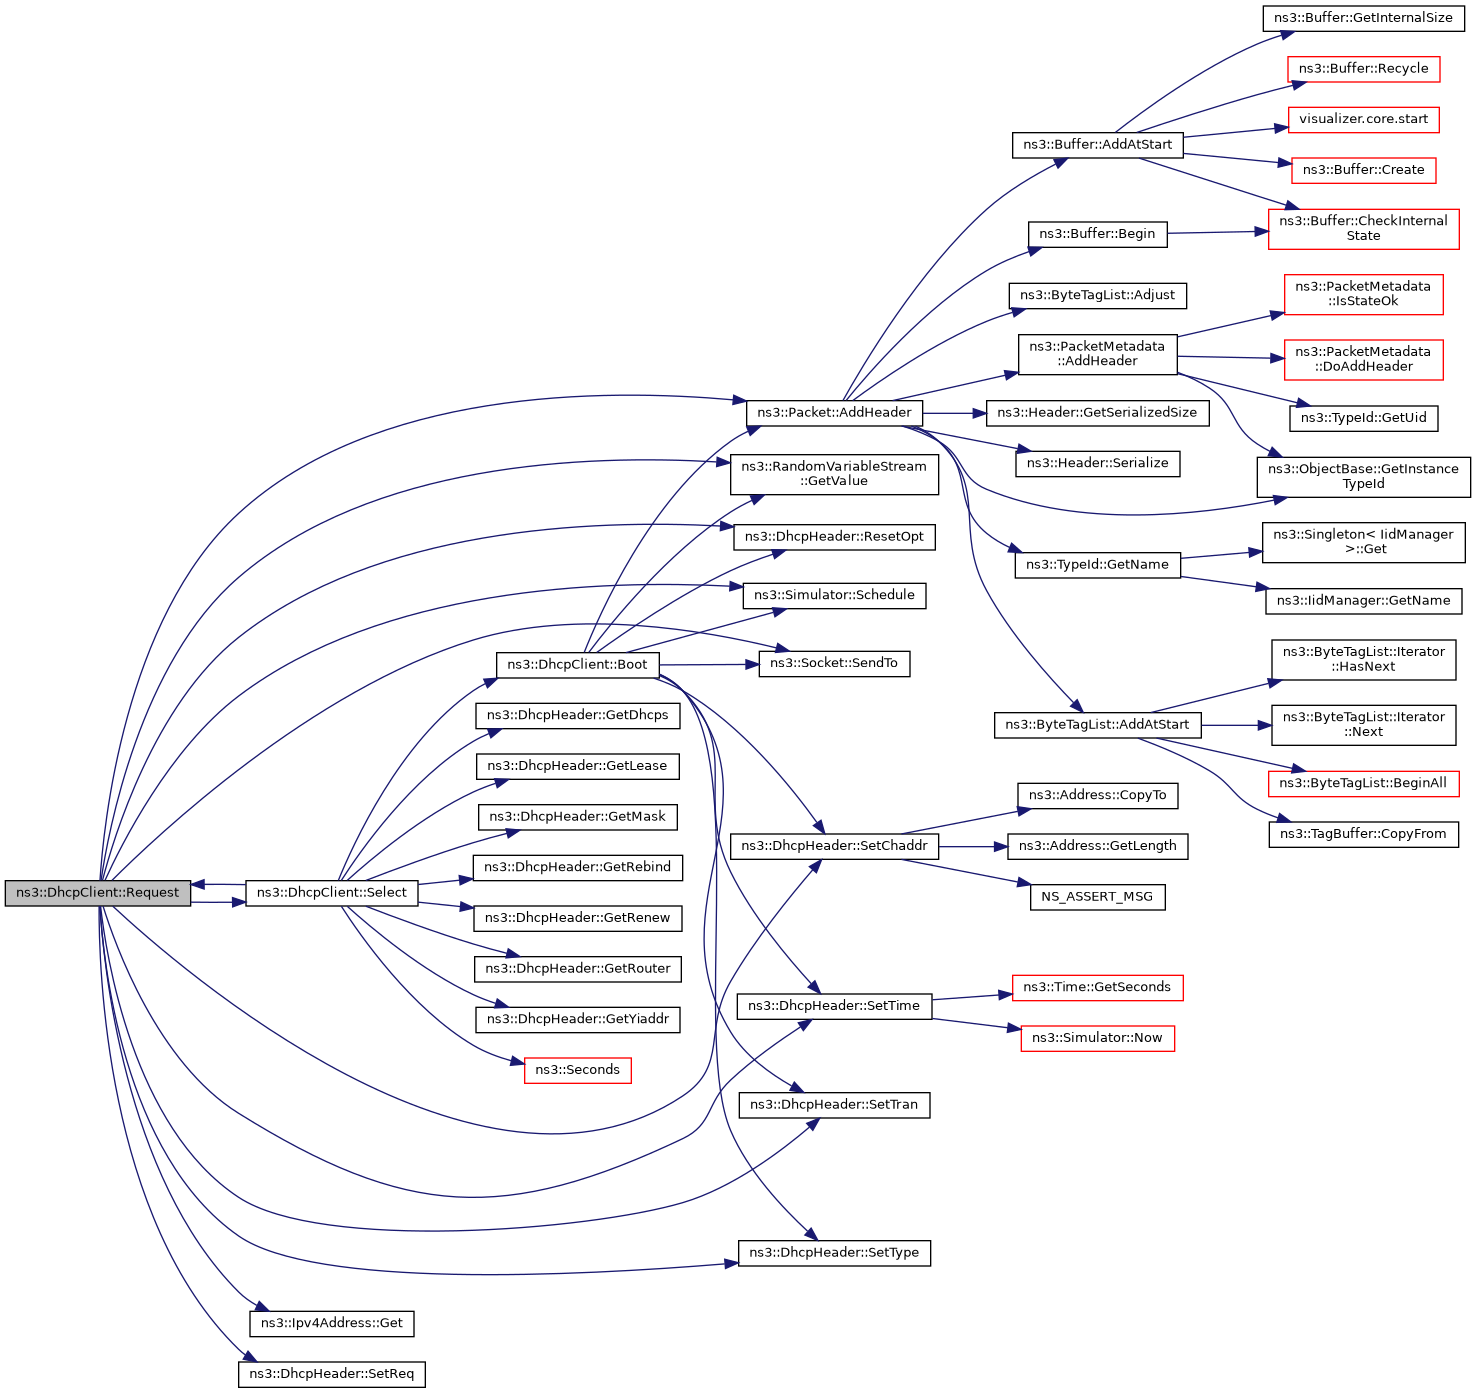 ns3::Buffer::GetInternalSize
ns3::Buffer::Recycle
visualizer.core.start
ns3::Buffer::AddAtStart
ns3::Buffer::Create
ns3::Buffer::CheckInternal
State
ns3::Buffer::Begin
ns3::PacketMetadata
::IsStateOk
ns3::ByteTagList::Adjust
ns3::PacketMetadata
::AddHeader
ns3::PacketMetadata
::DoAddHeader
ns3::Packet::AddHeader
ns3::Header::GetSerializedSize
ns3::TypeId::GetUid
ns3::RandomVariableStream
::GetValue
ns3::Header::Serialize
ns3::ObjectBase::GetInstance
TypeId
ns3::DhcpHeader::ResetOpt
ns3::Singleton< IidManager
>::Get
ns3::TypeId::GetName
ns3::Simulator::Schedule
ns3::IidManager::GetName
ns3::DhcpClient::Boot
ns3::Socket::SendTo
ns3::ByteTagList::Iterator
::HasNext
ns3::DhcpHeader::GetDhcps
ns3::ByteTagList::AddAtStart
ns3::ByteTagList::Iterator
::Next
ns3::DhcpHeader::GetLease
ns3::ByteTagList::BeginAll
ns3::Address::CopyTo
ns3::DhcpHeader::GetMask
ns3::TagBuffer::CopyFrom
ns3::DhcpHeader::SetChaddr
ns3::Address::GetLength
ns3::DhcpHeader::GetRebind
ns3::DhcpClient::Request
ns3::DhcpClient::Select
NS_ASSERT_MSG
ns3::DhcpHeader::GetRenew
ns3::DhcpHeader::GetRouter
ns3::Time::GetSeconds
ns3::DhcpHeader::GetYiaddr
ns3::DhcpHeader::SetTime
ns3::Simulator::Now
ns3::Seconds
ns3::DhcpHeader::SetTran
ns3::DhcpHeader::SetType
ns3::Ipv4Address::Get
ns3::DhcpHeader::SetReq